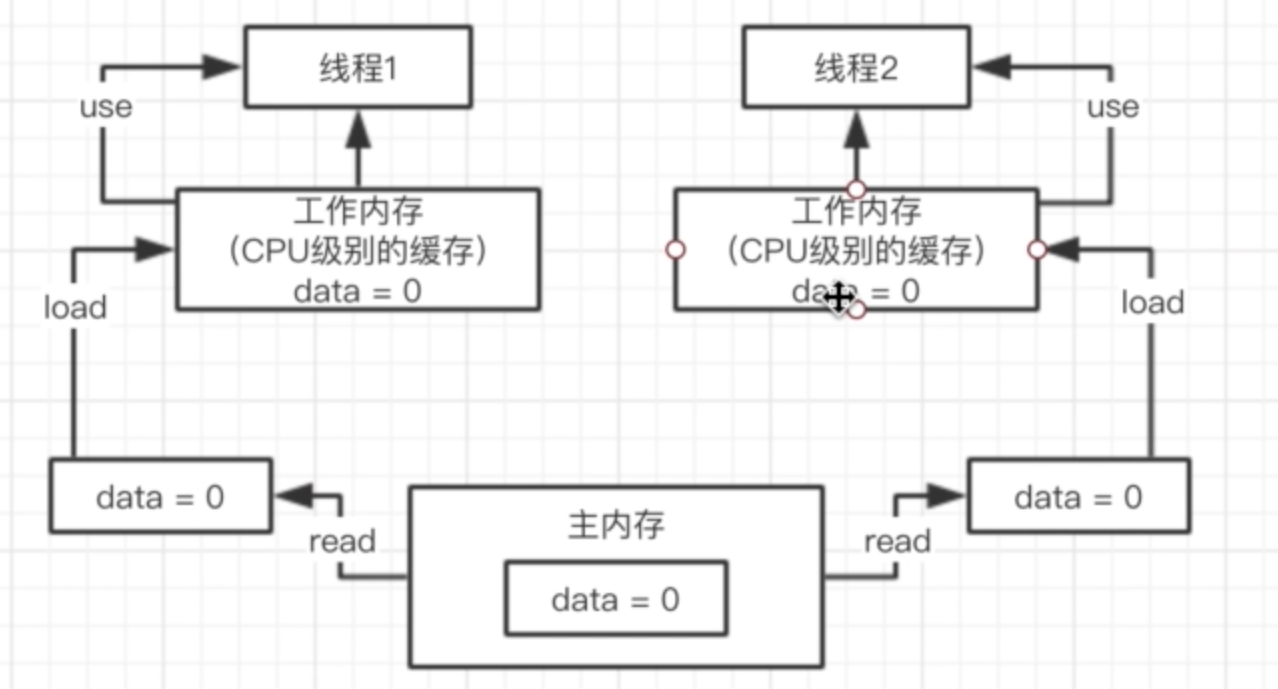 线程1
线程2
use
use
工作内存
（CPU级别的缓存）
data = 0
工作内存
（CPU级别的缓存）
data = 0
load
load
data = 0
read
主内存
data = 0
read
data = 0